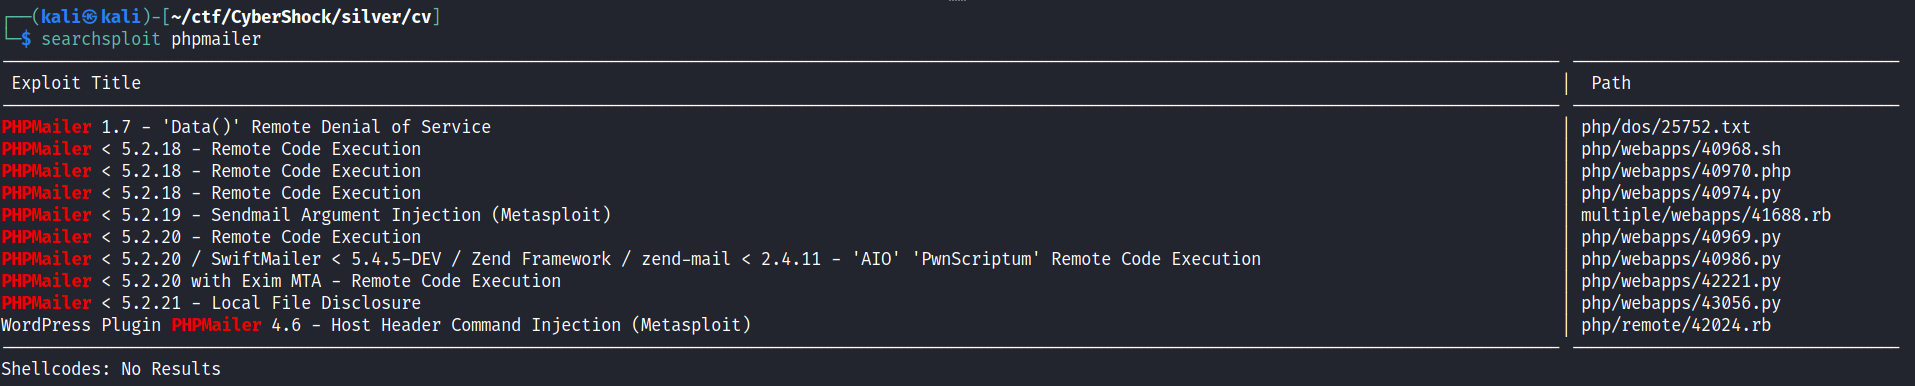 ┌──(kali㉿kali)-[~/ctf/CyberShock/silver/cv]
└─$ searchsploit phpmailer
Exploit Title | Path
PHPMailer 1.7 - 'Data()' Remote Denial of Service | php/dos/25752.txt
PHPMailer < 5.2.18 - Remote Code Execution | php/webapps/40968.sh
PHPMailer < 5.2.18 - Remote Code Execution | php/webapps/40970.php
PHPMailer < 5.2.18 - Remote Code Execution | php/webapps/40974.py
PHPMailer < 5.2.19 - Sendmail Argument Injection (Metasploit) | multiple/webapps/41688.rb
PHPMailer < 5.2.20 - Remote Code Execution | php/webapps/40969.py
PHPMailer < 5.2.20 / SwiftMailer < 5.4.5-DEV / Zend Framework / zend-mail < 2.4.11 - 'AIO' 'PwnScriptum' Remote Code Execution | php/webapps/40986.py
PHPMailer < 5.2.20 with Exim MTA - Remote Code Execution | php/webapps/42221.py
PHPMailer < 5.2.21 - Local File Disclosure | php/webapps/43056.py
WordPress Plugin PHPMailer 4.6 - Host Header Command Injection (Metasploit) | php/remote/42024.rb
Shellcodes: No Results